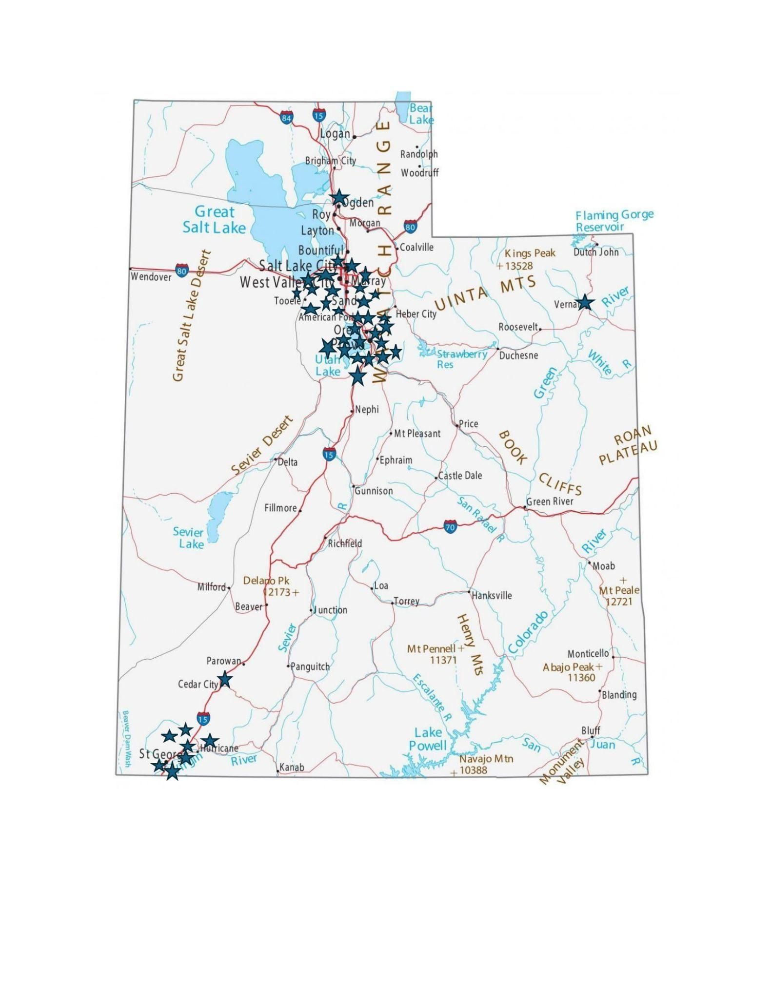 84
15
Bear
Lake
Logan
Randolph
Brigham City
Woodruff
WASATCH RANGE
Great
Salt Lake
Ogden
Roy
Morgan
Layton
80
Flaming Gorge
Reservoir
Bountiful
Coalville
Kings Peak
+13528
Dutch John
Salt Lake City
80
Wendover
West Valley City
Murray
UINTA MTS
Tooele
Sand
Vernal
River
American Fork
Heber City
Great Salt Lake Desert
Ore
Roosevelt
Provo
Utah
Lake
Strawberry
Res
Duchesne
White R
Green
Nephi
Price
Mt Pleasant
Sevier Desert
BOOK CLIFFS
ROAN
PLATEAU
15
Delta
Ephraim
Castle Dale
Gunnison
Green River
Fillmore
R
San Rafael R
70
Sevier
Lake
Richfield
River
Moab
Delano Pk
12173+
Milford
Loa
+
Mt Peale
12721
Hanksville
Beaver
Junction
Torrey
Henry Mts
Colorado
Sevier
Mt Pennell+
11371
Parowan
Panguitch
Monticello
Abajo Peak+
11360
Cedar City
Escalante R
Blanding
15
Beaver Dam Wash
Lake
Powell
Bluff
San
Juan
R
St George
Hurricane
Virgin
River
Kanab
Navajo Mtn
+10388
Monument
Valley